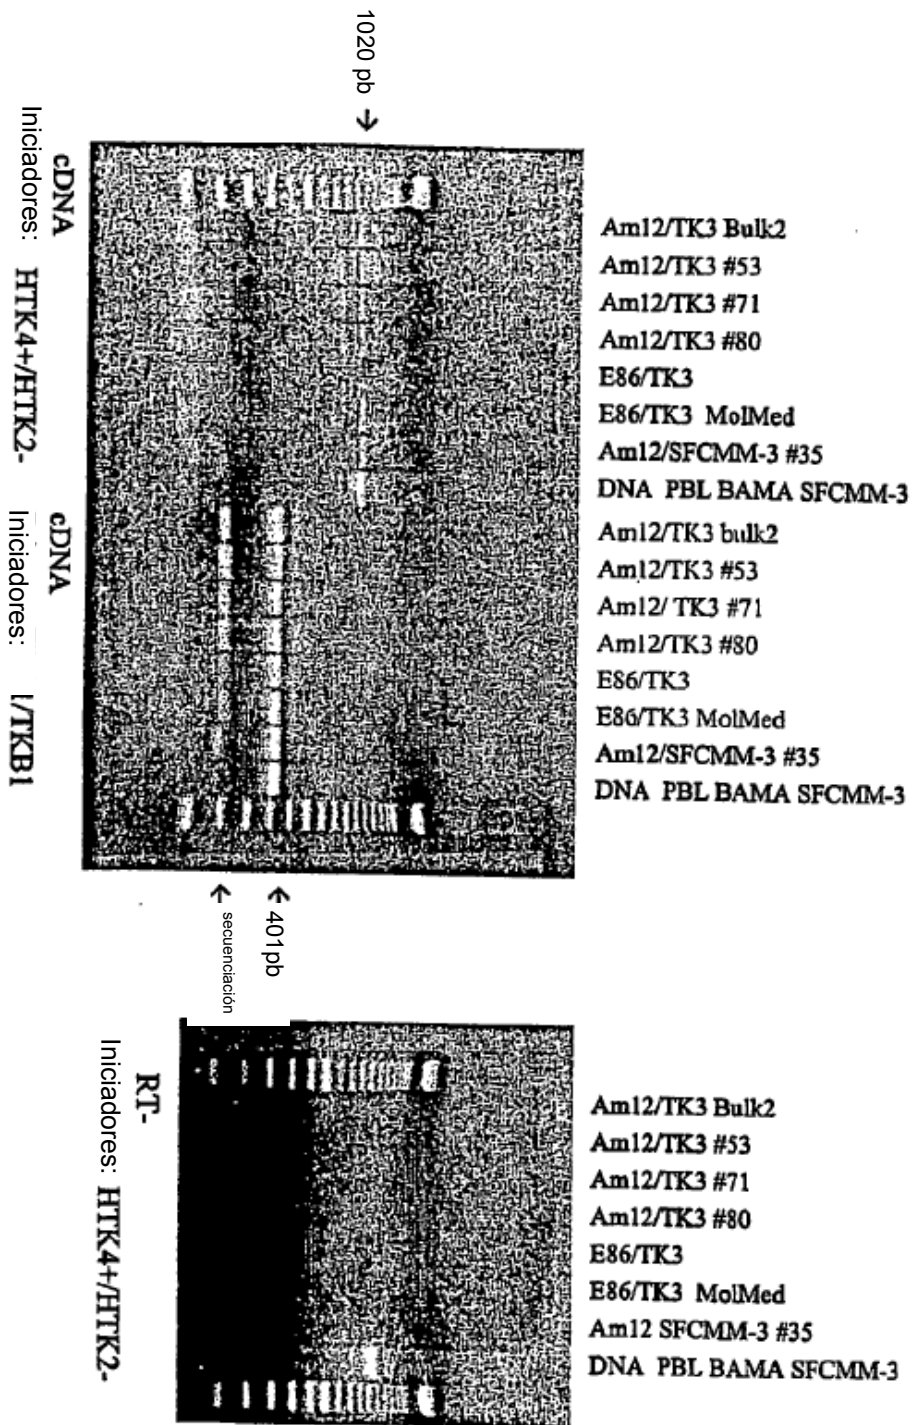 1020 pb →
Am12/TK3 Bulk2
Am12/TK3 #53
Am12/TK3 #71
Am12/TK3 #80
E86/TK3
E86/TK3 MolMed
Am12/SFCMM-3 #35
DNA PBL BAMA SFCMM-3
Am12/TK3 bulk2
Am12/TK3 #53
Am12/ TK3 #71
Am12/TK3 #80
E86/TK3
E86/TK3 MolMed
Am12/SFCMM-3 #35
DNA PBL BAMA SFCMM-3
cDNA
Iniciadores: HTK4+/HTK2-
cDNA
Iniciadores: /TKB1
← 401pb
← secuenciación
Am12/TK3 Bulk2
Am12/TK3 #53
Am12/TK3 #71
Am12/TK3 #80
E86/TK3
E86/TK3 MolMed
Am12 SFCMM-3 #35
DNA PBL BAMA SFCMM-3
RT-
Iniciadores: HTK4+/HTK2-